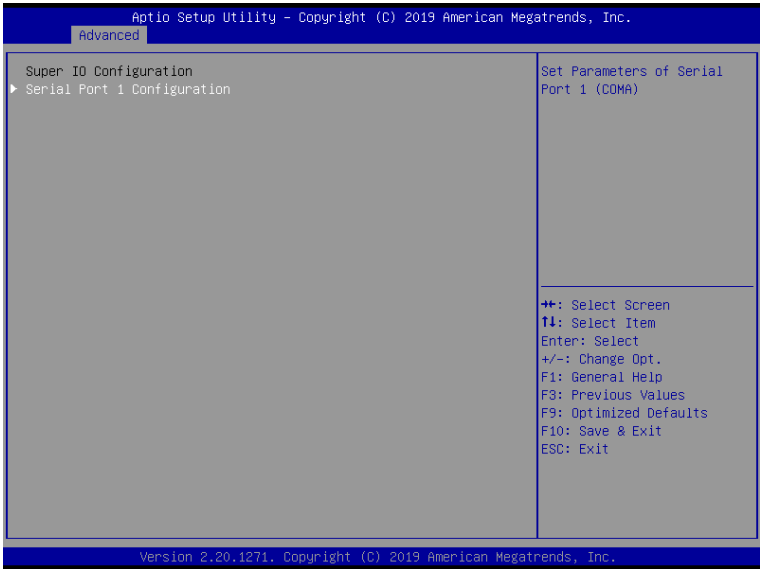 Aptio Setup Utility – Copyright (C) 2019 American Megatrends, Inc.
Advanced
Super IO Configuration
▶ Serial Port 1 Configuration
Set Parameters of Serial
Port 1 (COMA)
→←: Select Screen
↑↓: Select Item
Enter: Select
+/-: Change Opt.
F1: General Help
F3: Previous Values
F9: Optimized Defaults
F10: Save & Exit
ESC: Exit
Version 2.20.1271. Copyright (C) 2019 American Megatrends, Inc.